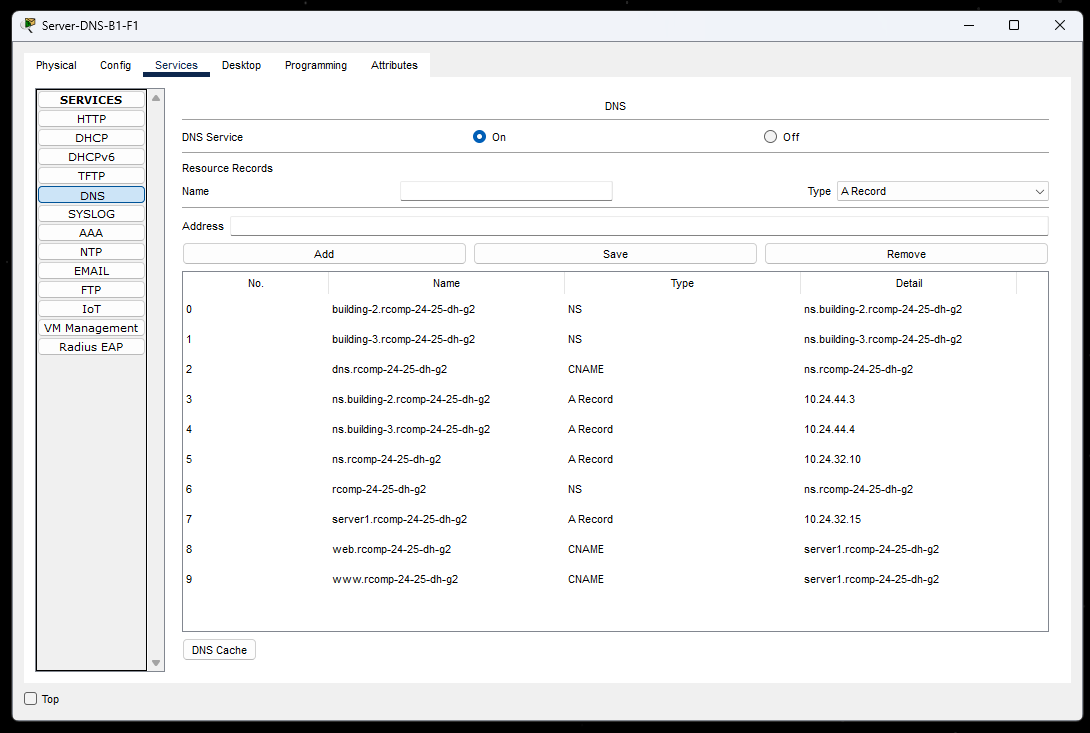 Server-DNS-B1-F1
Physical Config Services Desktop Programming Attributes
SERVICES
HTTP
DHCP
DHCPv6
TFTP
DNS
SYSLOG
AAA
NTP
EMAIL
FTP
IoT
VM Management
Radius EAP
DNS
DNS Service On Off
Resource Records
Name Type A Record
Address
Add Save Remove
No. Name Type Detail
0 building-2.rcomp-24-25-dh-g2 NS ns.building-2.rcomp-24-25-dh-g2
1 building-3.rcomp-24-25-dh-g2 NS ns.building-3.rcomp-24-25-dh-g2
2 dns.rcomp-24-25-dh-g2 CNAME ns.rcomp-24-25-dh-g2
3 ns.building-2.rcomp-24-25-dh-g2 A Record 10.24.44.3
4 ns.building-3.rcomp-24-25-dh-g2 A Record 10.24.44.4
5 ns.rcomp-24-25-dh-g2 A Record 10.24.32.10
6 rcomp-24-25-dh-g2 NS ns.rcomp-24-25-dh-g2
7 server1.rcomp-24-25-dh-g2 A Record 10.24.32.15
8 web.rcomp-24-25-dh-g2 CNAME server1.rcomp-24-25-dh-g2
9 www.rcomp-24-25-dh-g2 CNAME server1.rcomp-24-25-dh-g2
DNS Cache
Top